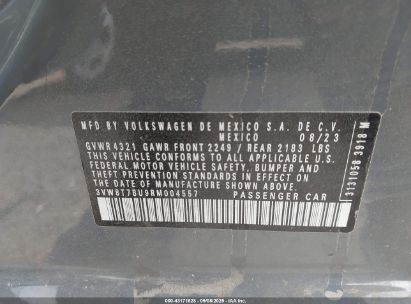 MFD BY VOLKSWAGEN DE MEXICO S.A. DE C.V.
MEXICO 08/23
GVWR 4321 GAWR FRONT 2249 / REAR 2183 LBS
THIS VEHICLE CONFORMS TO ALL APPLICABLE U.S.
FEDERAL MOTOR VEHICLE SAFETY, BUMPER, AND
THEFT PREVENTION STANDARDS IN EFFECT ON THE
DATE OF MANUFACTURE SHOWN ABOVE
3VW8T7BU9RM004557 PASSENGER CAR
1131058 3918 M